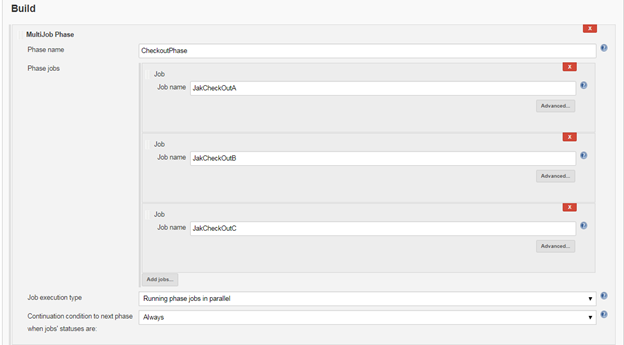 Build
X
MultiJob Phase
Phase name
CheckoutPhase
Phase jobs
X
Job
Job name
JakCheckOutA
Advanced...
X
Job
Job name
JakCheckOutB
Advanced...
X
Job
Job name
JakCheckOutC
Advanced...
Add jobs...
Job execution type
Running phase jobs in parallel
Continuation condition to next phase
when jobs' statuses are:
Always